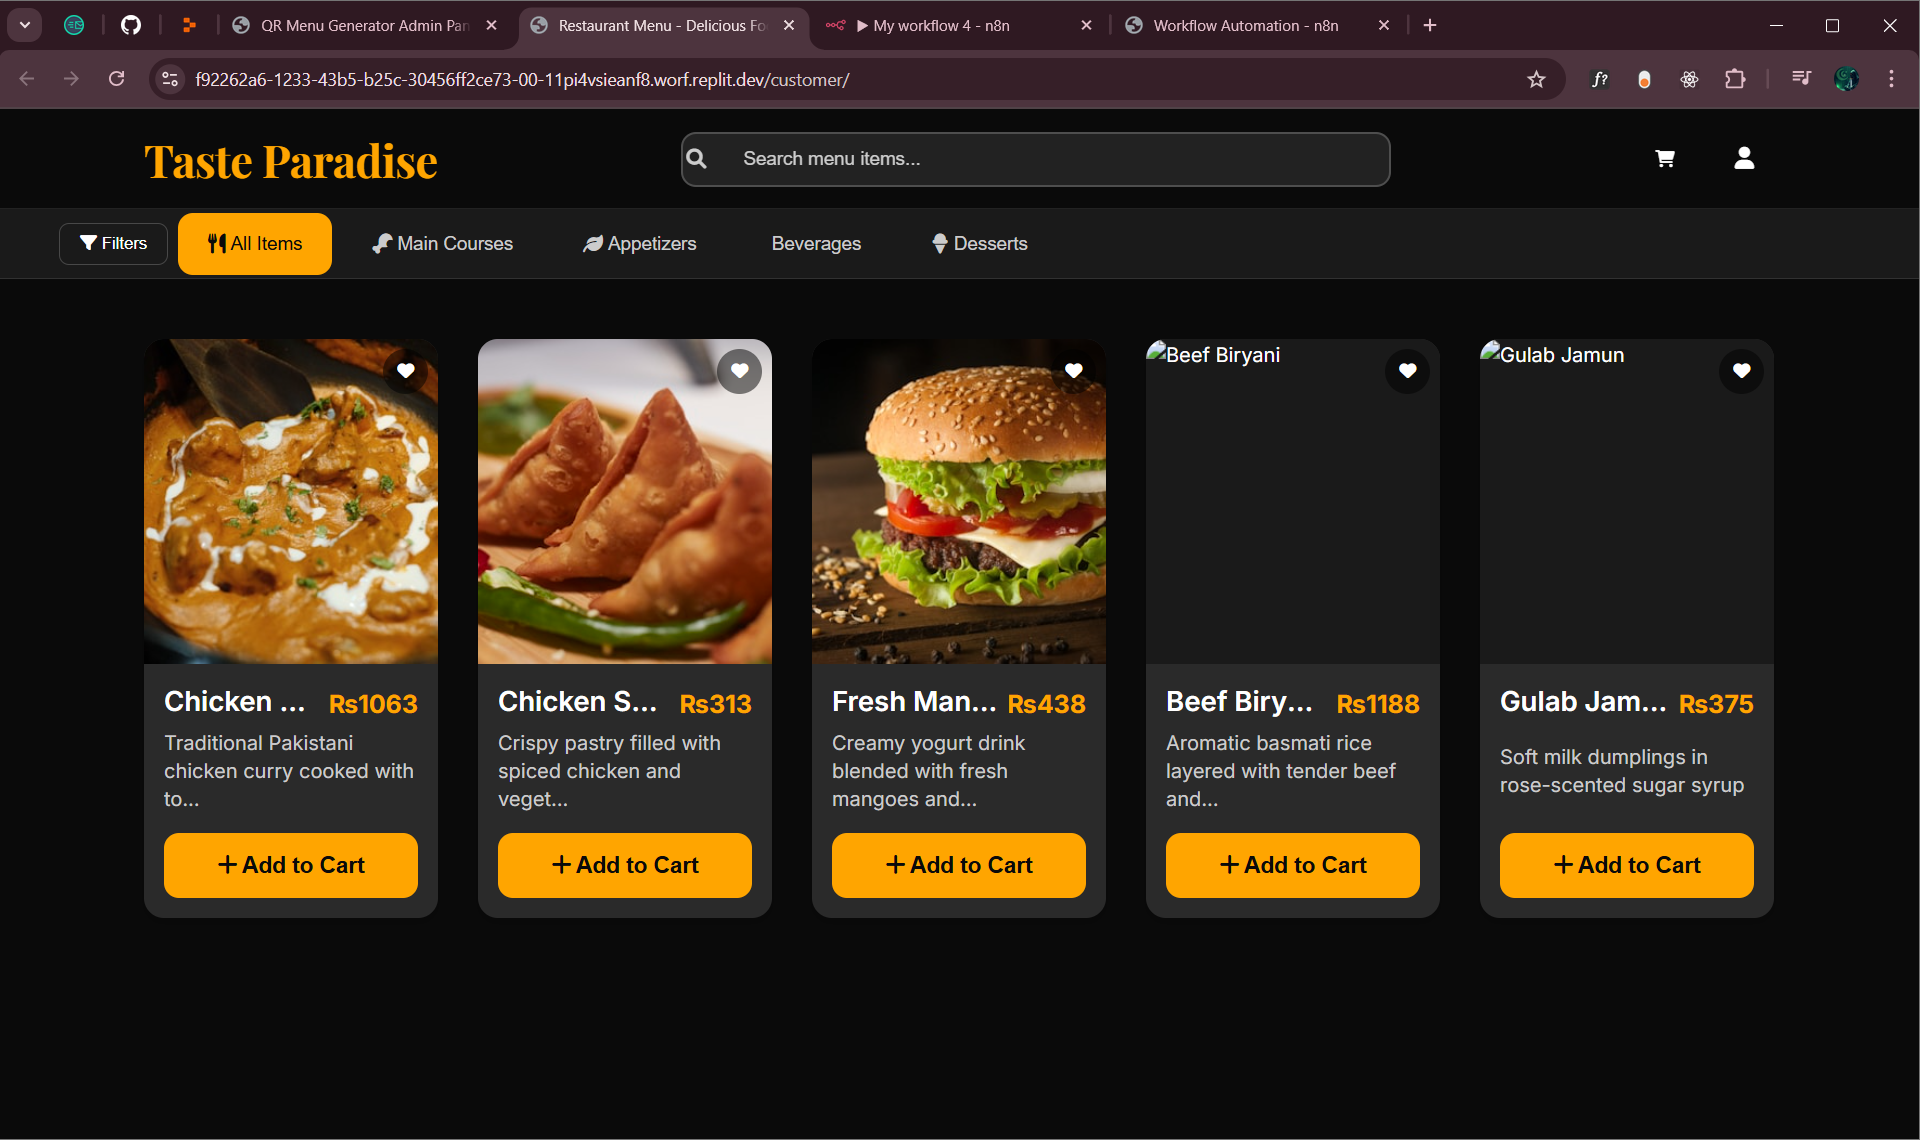 QR Menu Generator Admin Pan
Restaurant Menu - Delicious Fo
▶ My workflow 4 - n8n
Workflow Automation - n8n
f92262a6-1233-43b5-b25c-30456ff2ce73-00-11pi4vsieanf8.worf.replit.dev/customer/
f?
Taste Paradise
Search menu items...
Filters
All Items
Main Courses
Appetizers
Beverages
Desserts
Beef Biryani
Gulab Jamun
Chicken ... ₨1063
Traditional Pakistani
chicken curry cooked with
to...
+ Add to Cart
Chicken S... ₨313
Crispy pastry filled with
spiced chicken and
veget...
+ Add to Cart
Fresh Man... ₨438
Creamy yogurt drink
blended with fresh
mangoes and...
+ Add to Cart
Beef Biry... ₨1188
Aromatic basmati rice
layered with tender beef
and...
+ Add to Cart
Gulab Jam... ₨375
Soft milk dumplings in
rose-scented sugar syrup
+ Add to Cart